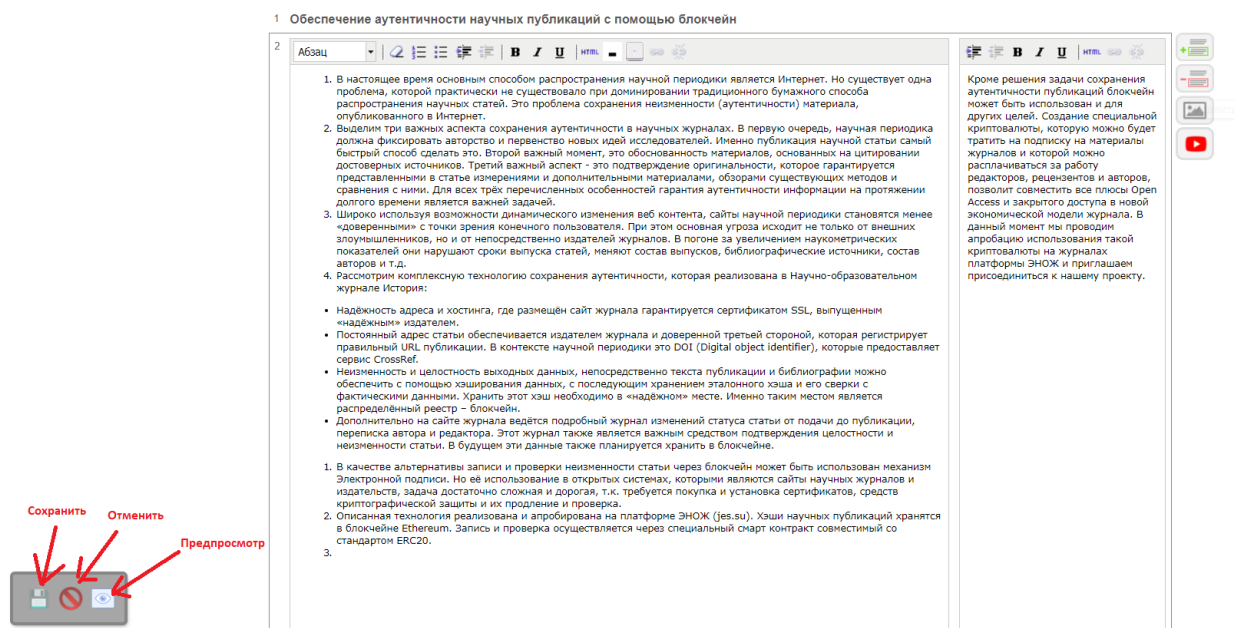 1 Обеспечение аутентичности научных публикаций с помощью блокчейн
2
Абзац B I U HTML
1. В настоящее время основным способом распространения научной периодики является Интернет. Но существует одна
проблема, которой практически не существовало при доминировании традиционного бумажного способа
распространения научных статей. Это проблема сохранения неизменности (аутентичности) материала,
опубликованного в Интернет.
2. Выделим три важных аспекта сохранения аутентичности в научных журналах. В первую очередь, научная периодика
должна фиксировать авторство и первенство новых идей исследователей. Именно публикация научной статьи самый
быстрый способ сделать это. Второй важный момент, это обоснованность материалов, основанных на цитировании
достоверных источников. Третий важный аспект - это подтверждение оригинальности, которое гарантируется
представленными в статье измерениями и дополнительными материалами, обзорами существующих методов и
сравнения с ними. Для всех трёх перечисленных особенностей гарантия аутентичности информации на протяжении
долгого времени является важней задачей.
3. Широко используя возможности динамического изменения веб контента, сайты научной периодики становятся менее
«доверенными» с точки зрения конечного пользователя. При этом основная угроза исходит не только от внешних
злоумышленников, но и от непосредственно издателей журналов. В погоне за увеличением наукометрических
показателей они нарушают сроки выпуска статей, меняют состав выпусков, библиографические источники, состав
авторов и т.д.
4. Рассмотрим комплексную технологию сохранения аутентичности, которая реализована в Научно-образовательном
журнале История:
• Надёжность адреса и хостинга, где размещён сайт журнала гарантируется сертификатом SSL, выпущенным
«надёжным» издателем.
• Постоянный адрес статьи обеспечивается издателем журнала и доверенной третьей стороной, которая регистрирует
правильный URL публикации. В контексте научной периодики это DOI (Digital object identifier), которые предоставляет
сервис CrossRef.
• Неизменность и целостность выходных данных, непосредственно текста публикации и библиографии можно
обеспечить с помощью хэширования данных, с последующим хранением эталонного хэша и его сверки с
фактическими данными. Хранить этот хэш необходимо в «надёжном» месте. Именно таким местом является
распределённый реестр – блокчейн.
• Дополнительно на сайте журнала ведётся подробный журнал изменений статуса статьи от подачи до публикации,
переписка автора и редактора. Этот журнал также является важным средством подтверждения целостности и
неизменности статьи. В будущем эти данные также планируется хранить в блокчейне.
1. В качестве альтернативы записи и проверки неизменности статьи через блокчейн может быть использован механизм
Электронной подписи. Но её использование в открытых системах, которыми являются сайты научных журналов и
издательств, задача достаточно сложная и дорогая, т.к. требуется покупка и установка сертификатов, средств
криптографической защиты и их продление и проверка.
2. Описанная технология реализована и апробирована на платформе ЭНОЖ (jes.su). Хэши научных публикаций хранятся
в блокчейне Ethereum. Запись и проверка осуществляется через специальный смарт контракт совместимый со
стандартом ERC20.
3.
B I U HTML
Кроме решения задачи сохранения
аутентичности публикаций блокчейн
может быть использован и для
других целей. Создание специальной
криптовалюты, которую можно будет
тратить на подписку на материалы
журналов и которой можно
расплачиваться за работу
редакторов, рецензентов и авторов,
позволит совместить все плюсы Open
Access и закрытого доступа в новой
экономической модели журнала. В
данный момент мы проводим
апробацию использования такой
криптовалюты на журналах
платформы ЭНОЖ и приглашаем
присоединиться к нашему проекту.
Сохранить
Отменить
Предпросмотр